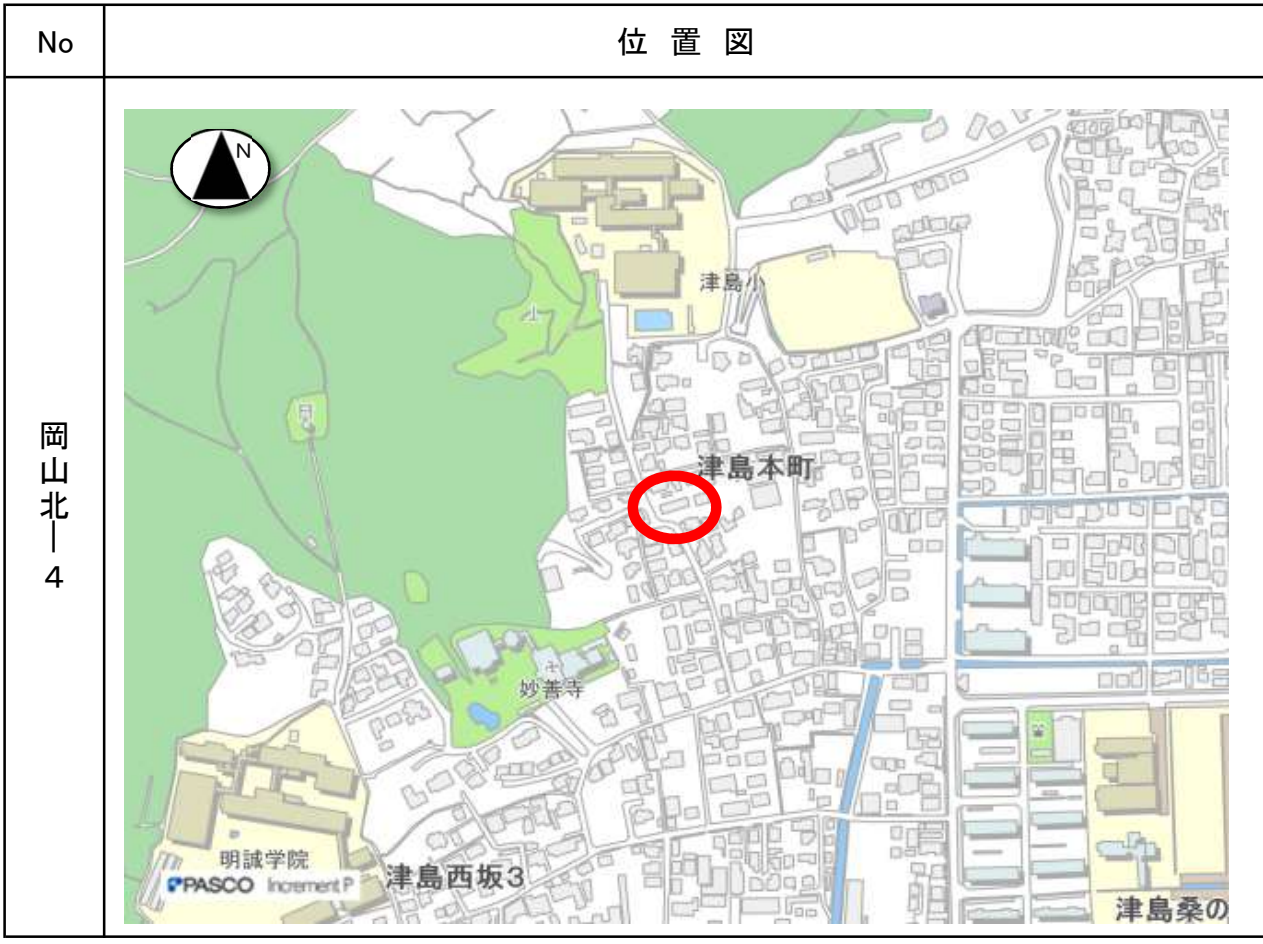 No
位 置 図
岡山北―4
N
津島小
津島本町
妙善寺
明誠学院
PASCO Increment P
津島西坂3
津島桑の